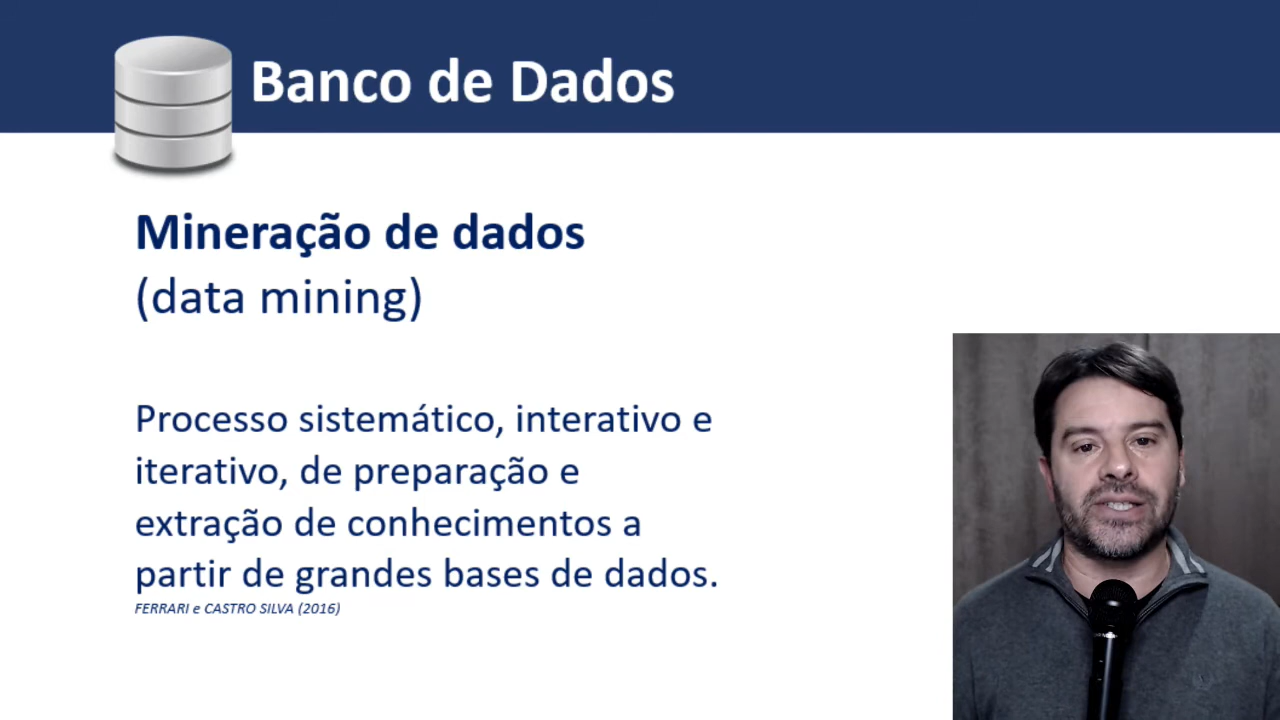 Banco de Dados
Mineração de dados
(data mining)
Processo sistemático, interativo e
iterativo, de preparação e
extração de conhecimentos a
partir de grandes bases de dados.
FERRARI e CASTRO SILVA (2016)